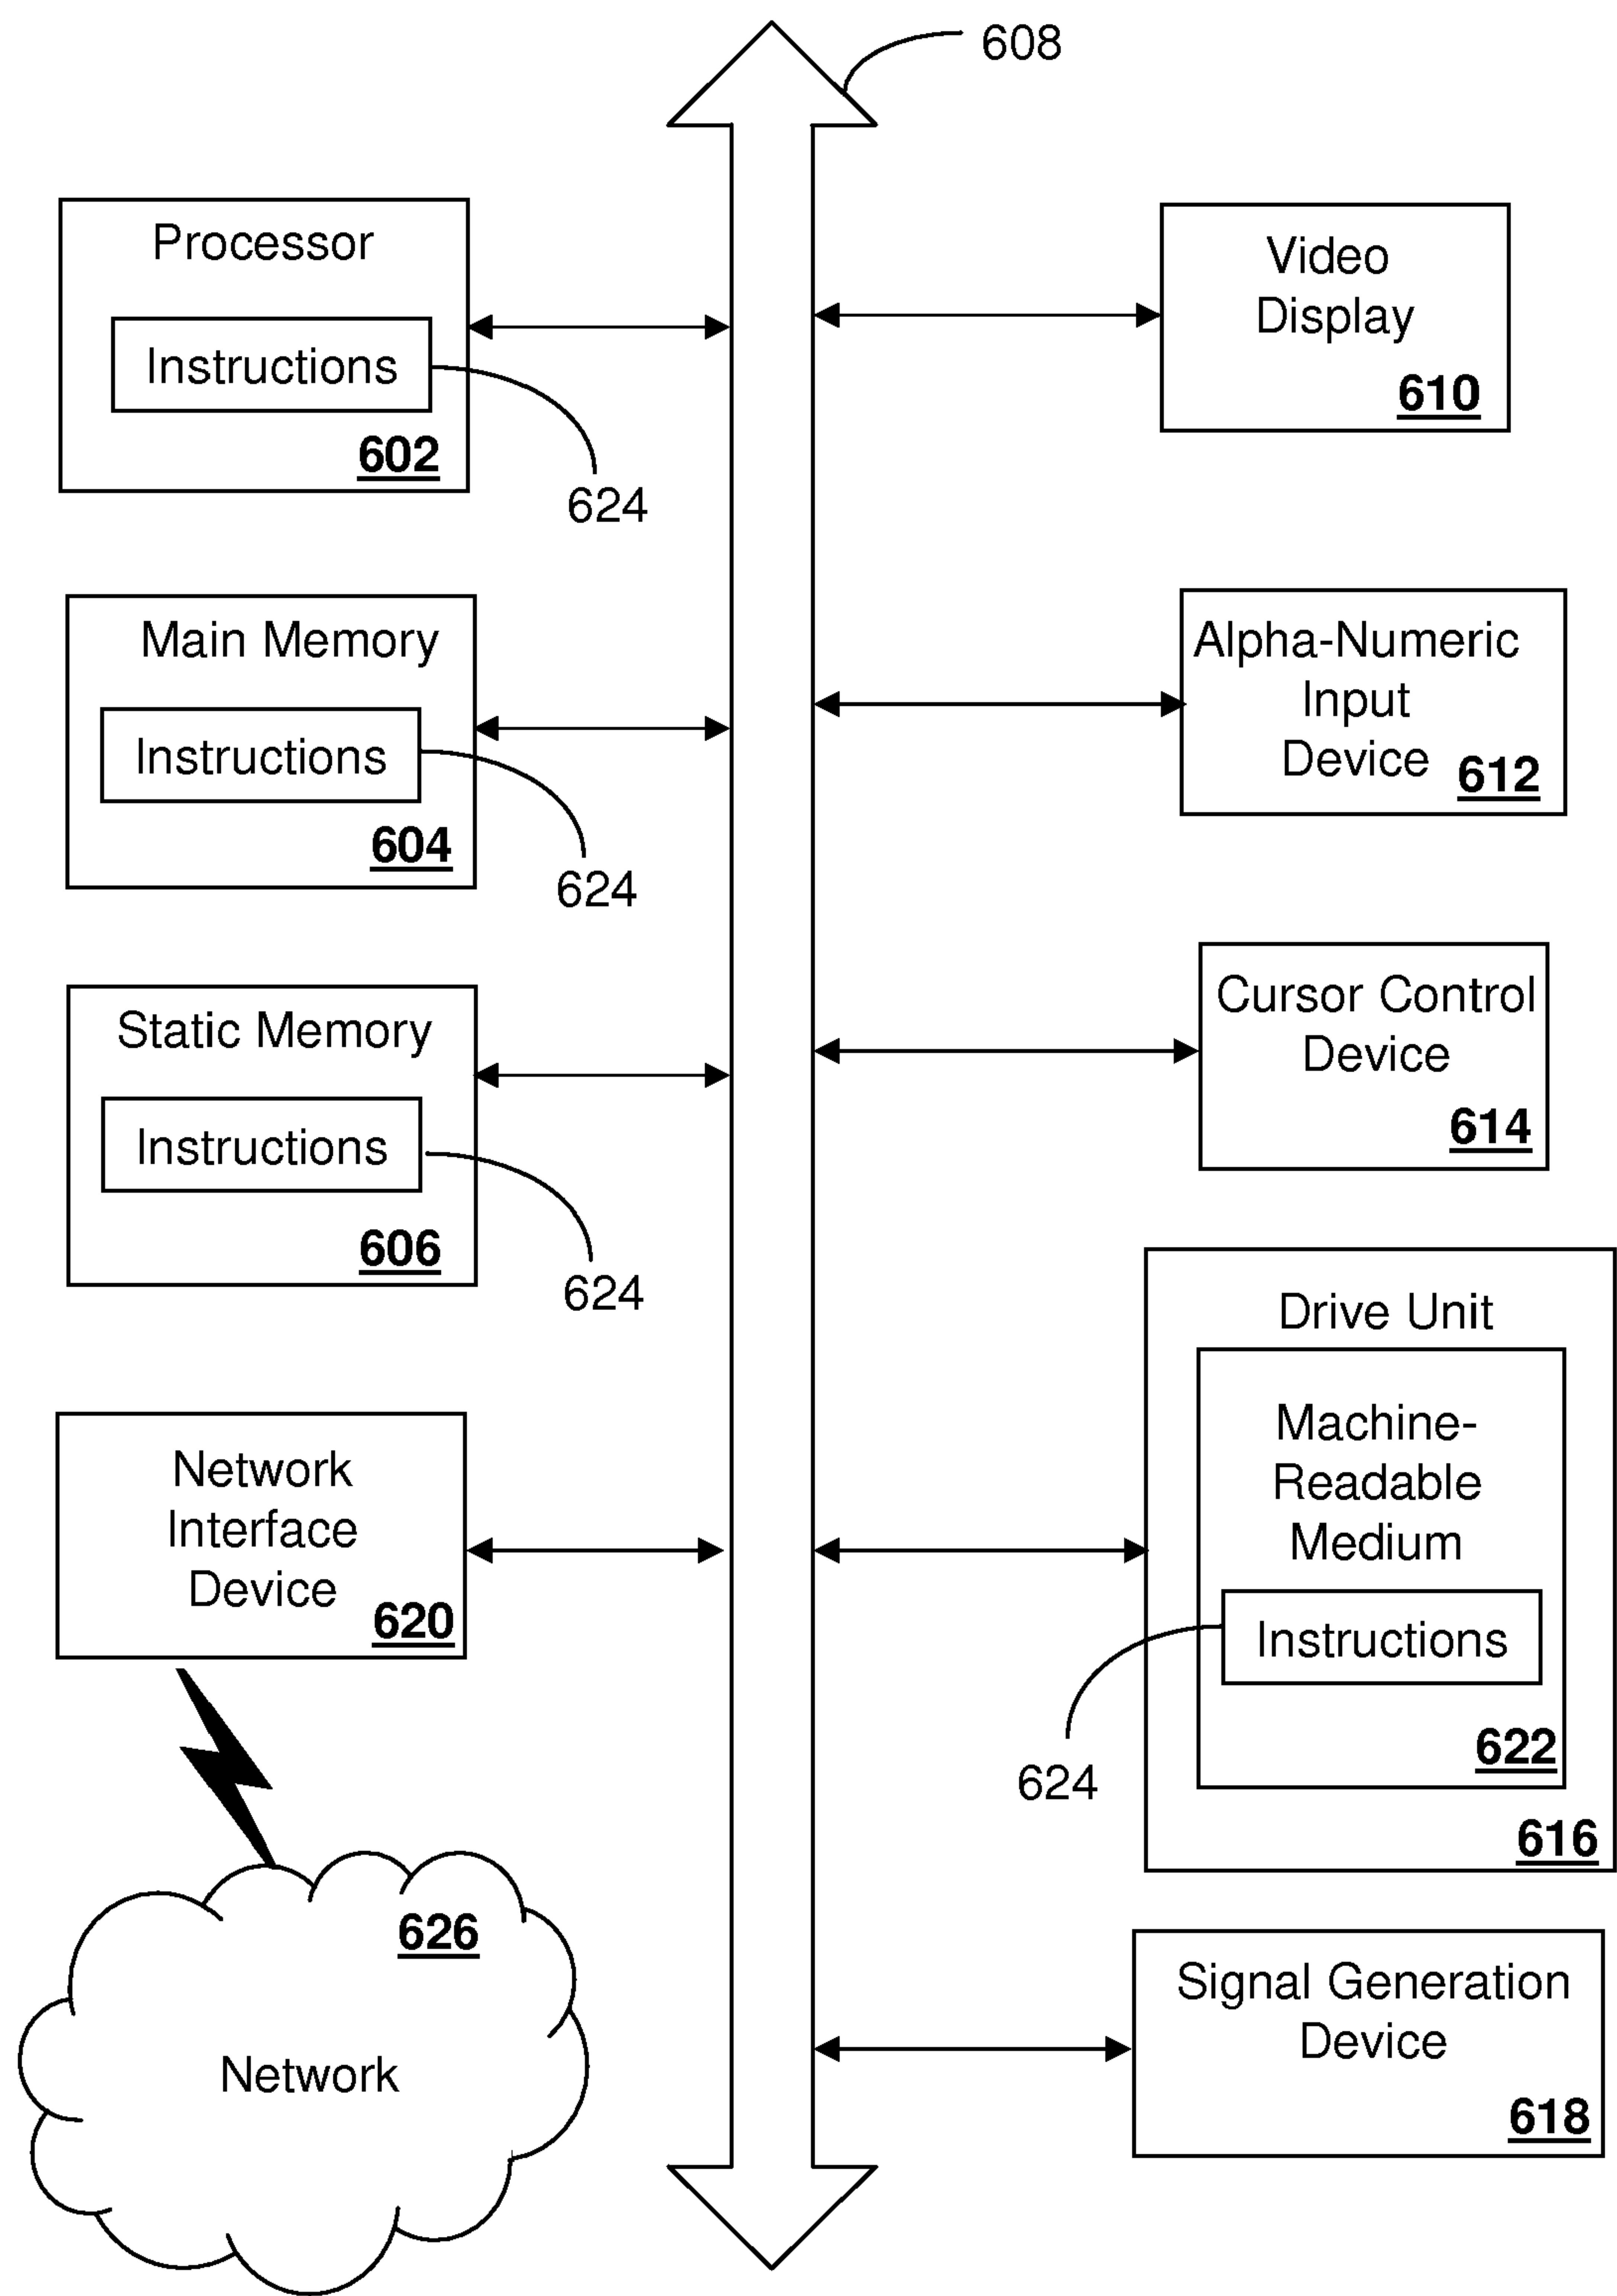 608
Processor
Instructions
602
624
Main Memory
Instructions
604
624
Static Memory
Instructions
606
624
Network
Interface
Device
620
626
Network
Video
Display
610
Alpha-Numeric
Input
Device
612
Cursor Control
Device
614
Drive Unit
Machine-
Readable
Medium
Instructions
622
624
616
Signal Generation
Device
618